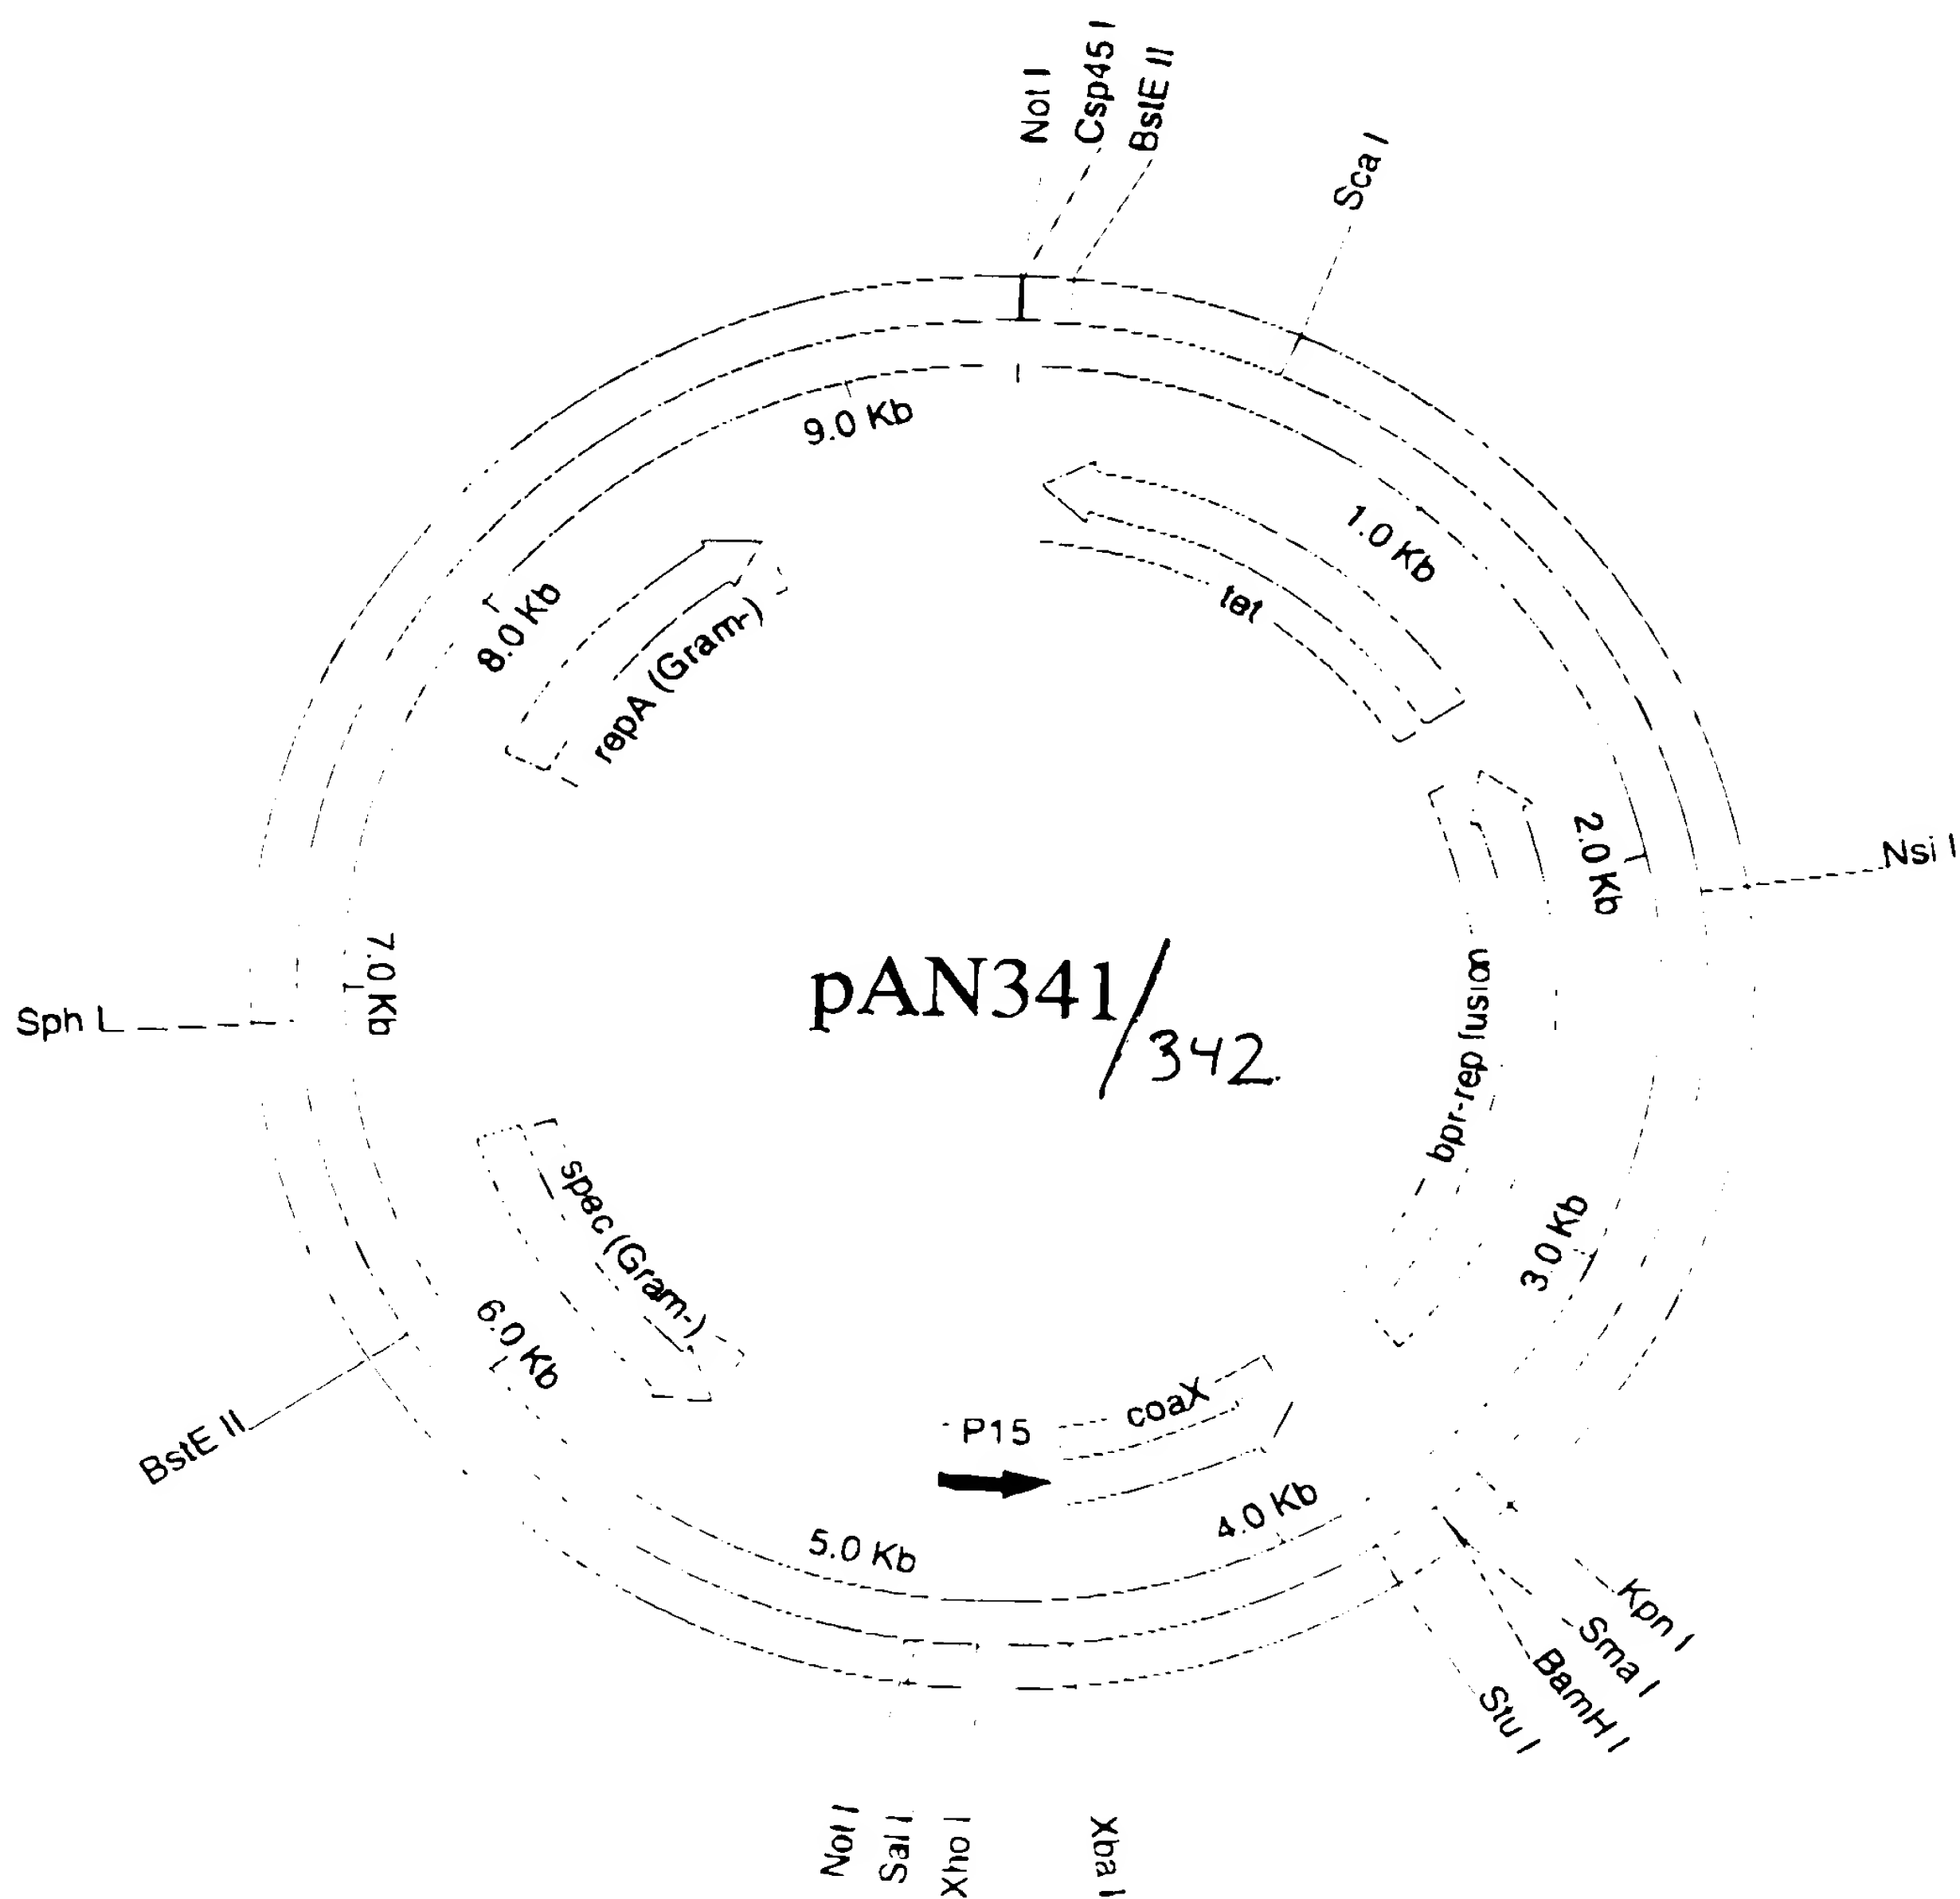 Not I
Csp45 I
BstE II
Sca I
9.0 Kb
1.0 Kb
8.0 Kb
tet
repA (Gram-)
2.0 Kb
Nsi I
7.0 Kb
Sph I
pAN341/342
bpr-rep fusion
spac (Gram-)
3.0 Kb
6.0 Kb
coaX
P15
BstE II
4.0 Kb
5.0 Kb
Kpn I
Sma I
BamH I
Stu I
Not I
Sal I
Xho I
Xba I